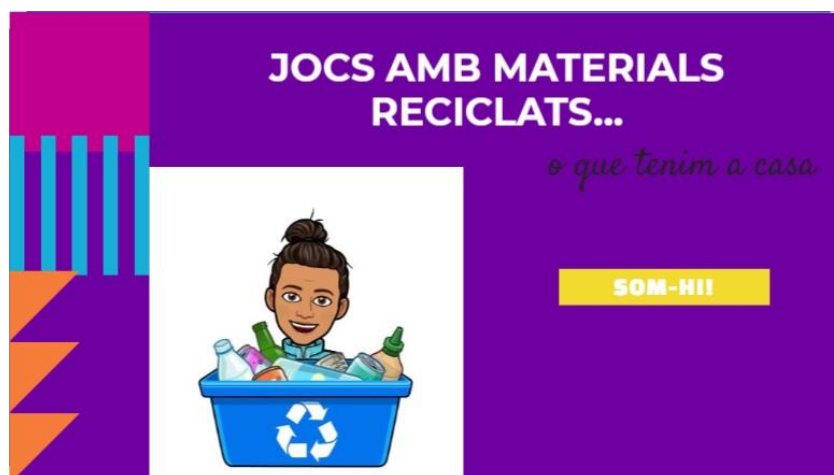 JOCS AMB MATERIALS
RECICLATS...
o que tenim a casa
SOM-HI!